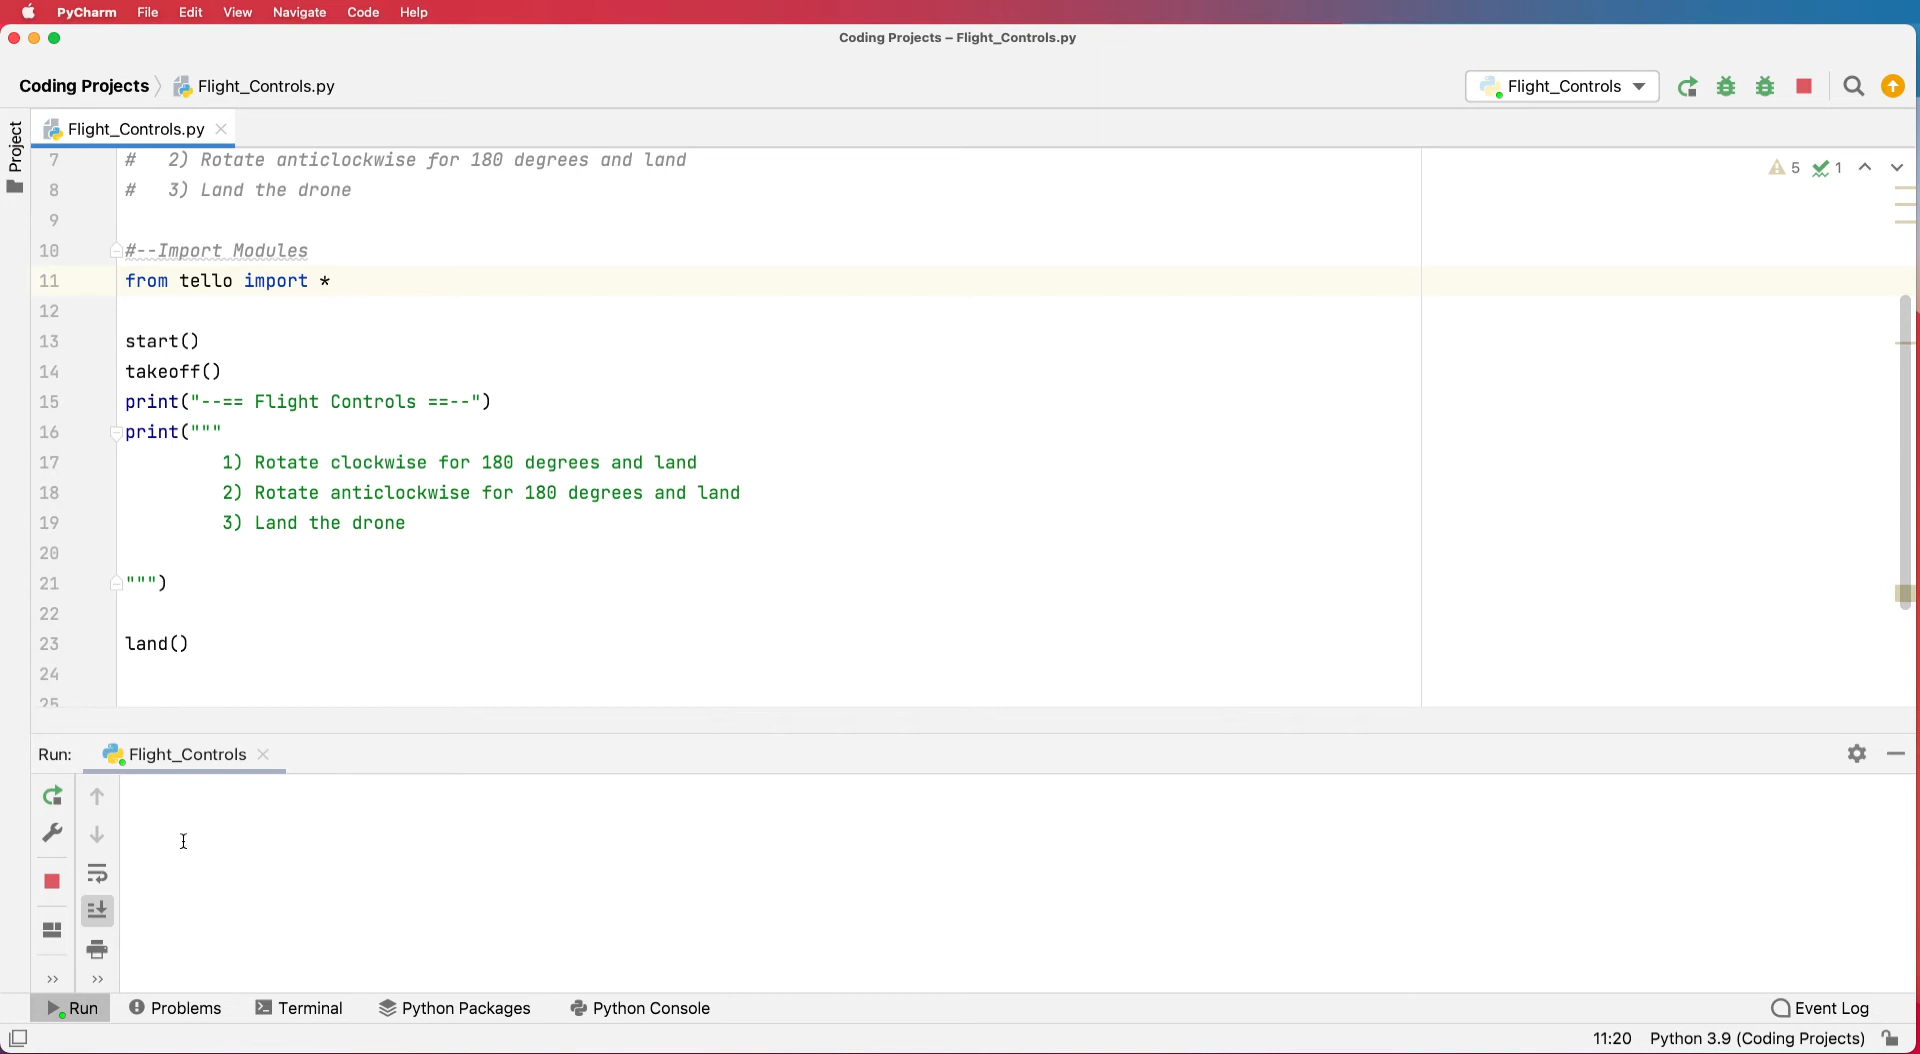 PyCharm File Edit View Navigate Code Help
Coding Projects – Flight_Controls.py
Coding Projects Flight_Controls.py
Flight_Controls
Project
Flight_Controls.py
5 1
7 #   2) Rotate anticlockwise for 180 degrees and land
8 #   3) Land the drone
9
10 #--Import Modules
11 from tello import *
12
13 start()
14 takeoff()
15 print("--== Flight Controls ==--")
16 print("""
17 1) Rotate clockwise for 180 degrees and land
18 2) Rotate anticlockwise for 180 degrees and land
19 3) Land the drone
20
21 """)
22
23 land()
24
25
Run: Flight_Controls
Run Problems Terminal Python Packages Python Console Event Log
11:20 Python 3.9 (Coding Projects)